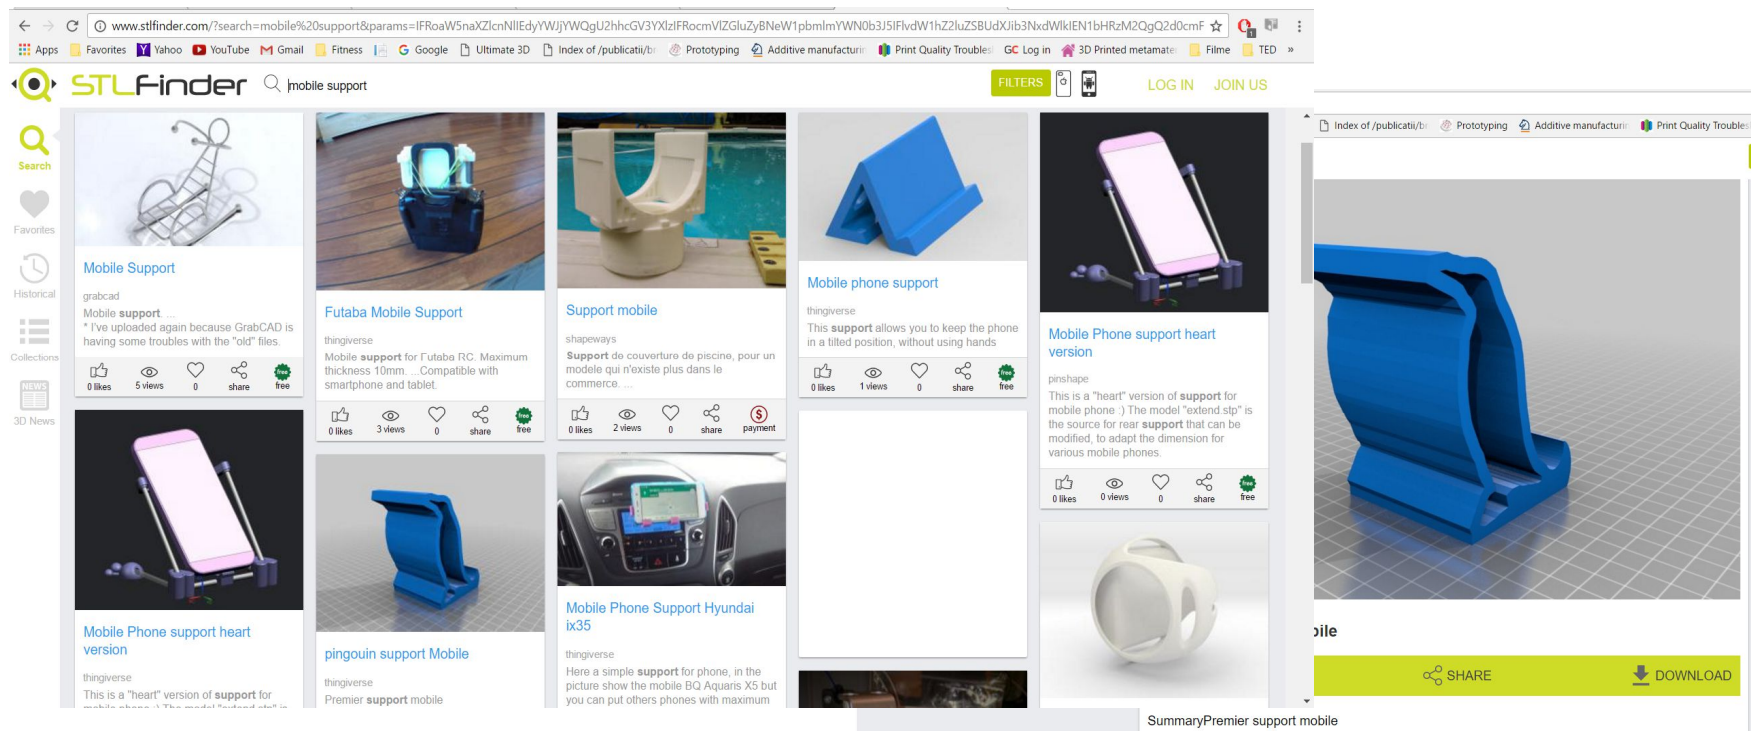 www.stlfinder.com/?search=mobile%20support&params=IFRoaW5naXZlcnNlIEdyYWJjYWQgU2hhcGV3YXlzIFRocmVlZGluZyBNeW1pbmlmYWN0b3J5IFlvdW1hZ2luZSBUdXJib3NxdWlkIEN1bHRzM2QgQ2d0cmF
Apps Favorites Yahoo YouTube Gmail Fitness Google Ultimate 3D Index of /publicatii/br Prototyping Additive manufacturin Print Quality Troubles GC Log in 3D Printed metamate Filme TED »
STLFinder mobile support FILTERS LOG IN JOIN US
Search
Favorites
Historical
Collections
NEWS
3D News
Mobile Support
grabcad
Mobile support. ...
* I've uploaded again because GrabCAD is
having some troubles with the "old" files.
0 likes 5 views 0 share free
Mobile Phone support heart
version
thingiverse
This is a "heart" version of support for
mobile phone :) The model "extend.stp" is
Futaba Mobile Support
thingiverse
Mobile support for Futaba RC. Maximum
thickness 10mm. ...Compatible with
smartphone and tablet.
0 likes 3 views 0 share free
pingouin support Mobile
thingiverse
Premier support mobile
Support mobile
shapeways
Support de couverture de piscine, pour un
modele qui n'existe plus dans le
commerce. ...
0 likes 2 views 0 share payment
Mobile Phone Support Hyundai
ix35
thingiverse
Here a simple support for phone, in the
picture show the mobile BQ Aquaris X5 but
you can put others phones with maximum
Mobile phone support
thingiverse
This support allows you to keep the phone
in a tilted position, without using hands
0 likes 1 views 0 share free
Mobile Phone support heart
version
pinshape
This is a "heart" version of support for
mobile phone :) The model "extend.stp" is
the source for rear support that can be
modified, to adapt the dimension for
various mobile phones.
0 likes 0 views 0 share free
Index of /publicatii/br Prototyping Additive manufacturin Print Quality Troubles
bile
SHARE DOWNLOAD
SummaryPremier support mobile